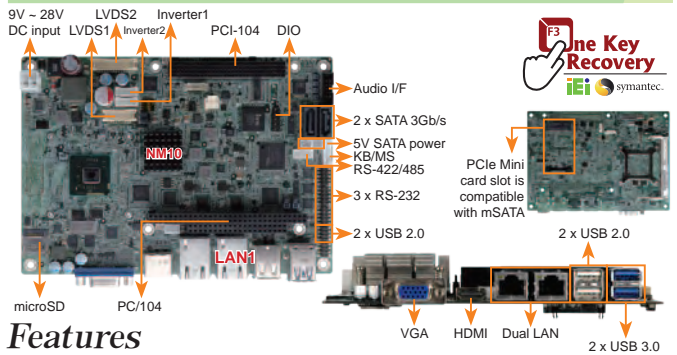 9V ~ 28V
DC input
LVDS2
LVDS1
Inverter1
Inverter2
PCI-104
DIO
Audio I/F
2 x SATA 3Gb/s
5V SATA power
KB/MS
RS-422/485
3 x RS-232
2 x USB 2.0
NM10
LAN1
microSD
PC/104
F3
ne Key
Recovery
iEi
symantec.
PCIe Mini
card slot is
compatible
with mSATA
2 x USB 2.0
VGA
HDMI
Dual LAN
2 x USB 3.0
Features